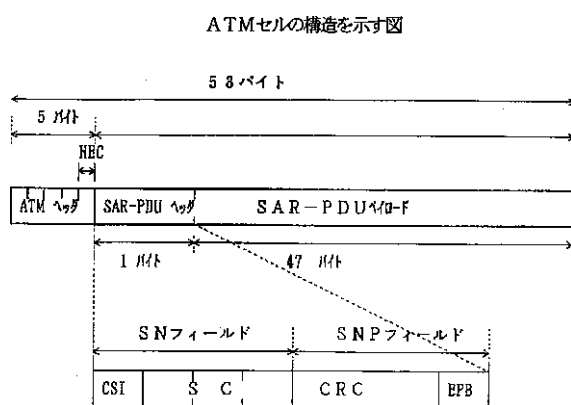 ATMセルの構造を示す図
53バイト
5 バイト
HEC
ATM ヘッダ SAR-PDU ヘッダ SAR-PDUペイロード
1 バイト 47 バイト
SNフィールド SNPフィールド
CSI S C CRC EPB